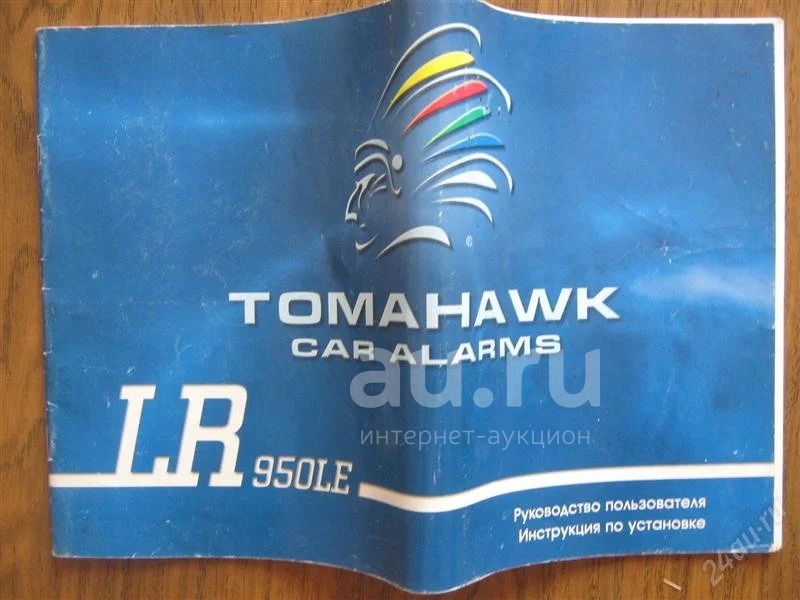 ®
TOMAHAWK
CAR ALARMS
au.ru
интернет-аукцион
LR 950LE
Руководство пользователя
Инструкция по установке
24au.ru